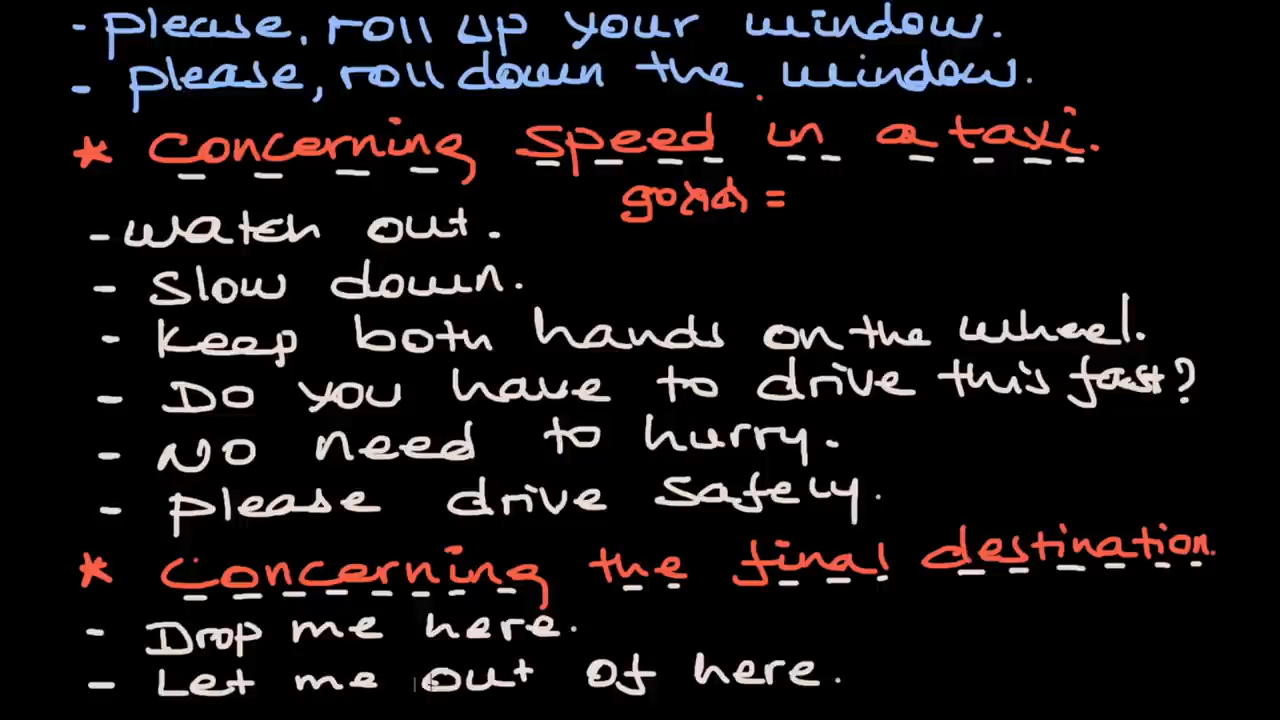 - please, roll up your window.
- please, roll down the window.
* Concerning speed in a taxi.
- watch out.
- Slow down.
- Keep both hands on the wheel.
- Do you have to drive this fast?
- No need to hurry.
- please drive safely.
* Concerning the final destination.
- Drop me here.
- Let me out of here.